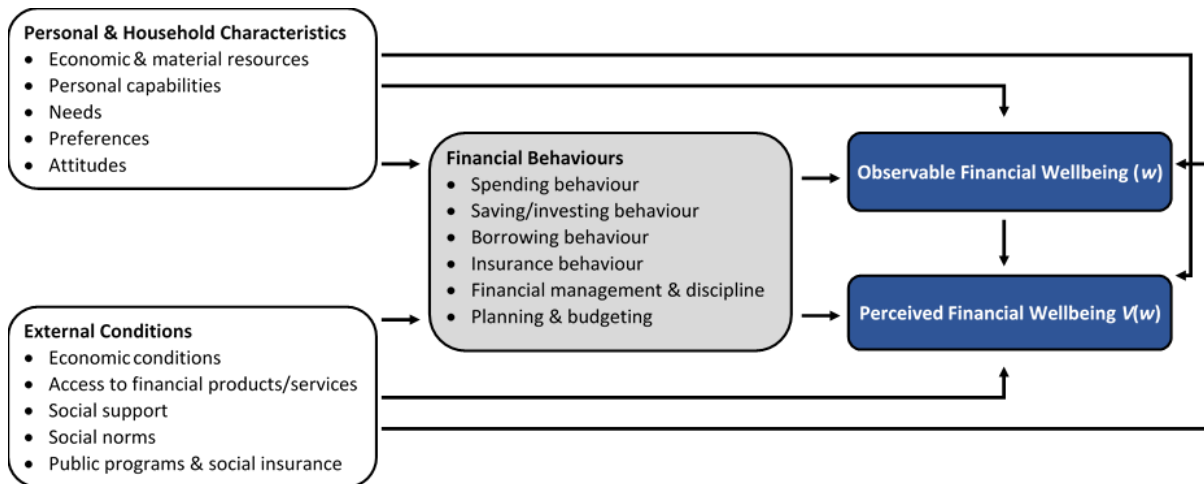 Personal & Household Characteristics
• Economic & material resources
• Personal capabilities
• Needs
• Preferences
• Attitudes
Financial Behaviours
• Spending behaviour
• Saving/investing behaviour
• Borrowing behaviour
• Insurance behaviour
• Financial management & discipline
• Planning & budgeting
Observable Financial Wellbeing (w)
Perceived Financial Wellbeing V(w)
External Conditions
• Economic conditions
• Access to financial products/services
• Social support
• Social norms
• Public programs & social insurance